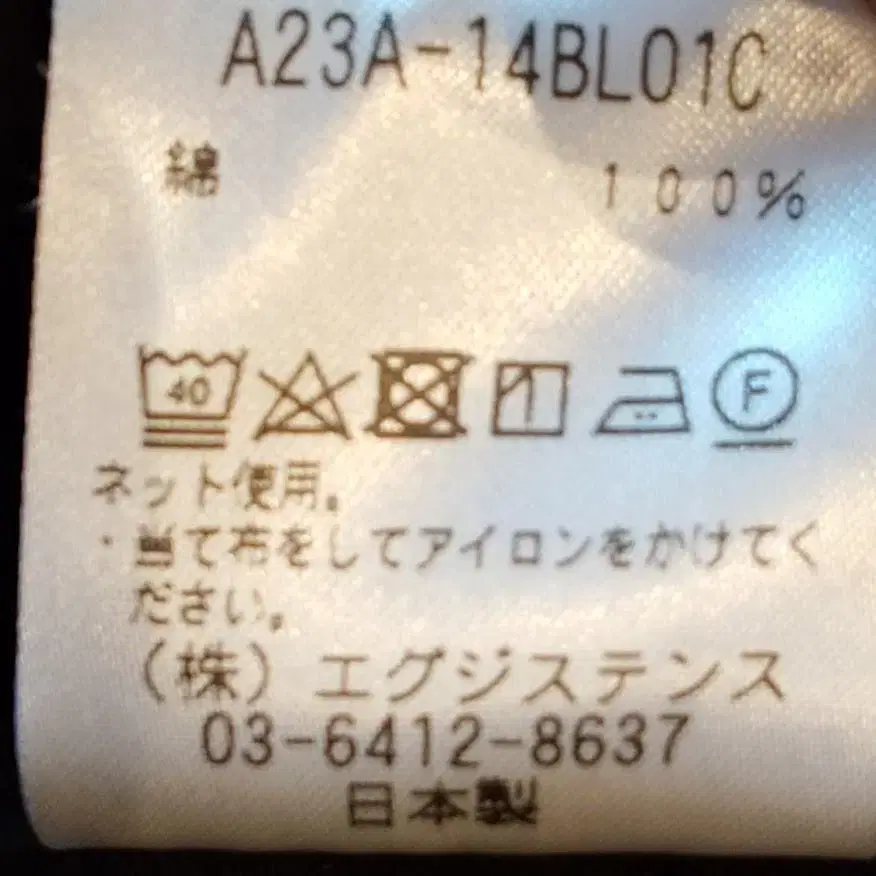 A23A-14BL01C
綿 100%
40 F
ネット使用。
・当て布をしてアイロンをかけてく
ださい。
(株)エグジステンス
03-6412-8637
日本製